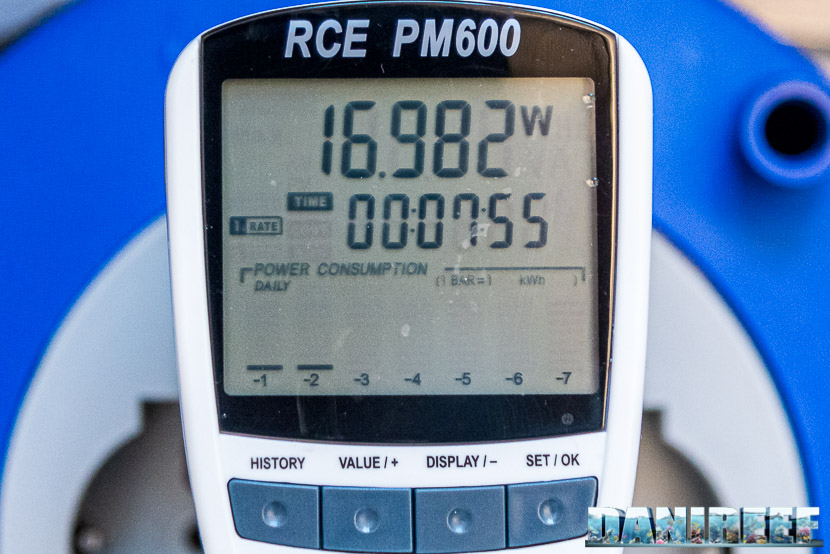 RCE PM600
16.982 W
TIME
00:07:55
1. RATE
POWER CONSUMPTION
DAILY (1 BAR=1 kWh )
-1 -2 -3 -4 -5 -6 -7
HISTORY VALUE / + DISPLAY / – SET / OK
DANIREEF